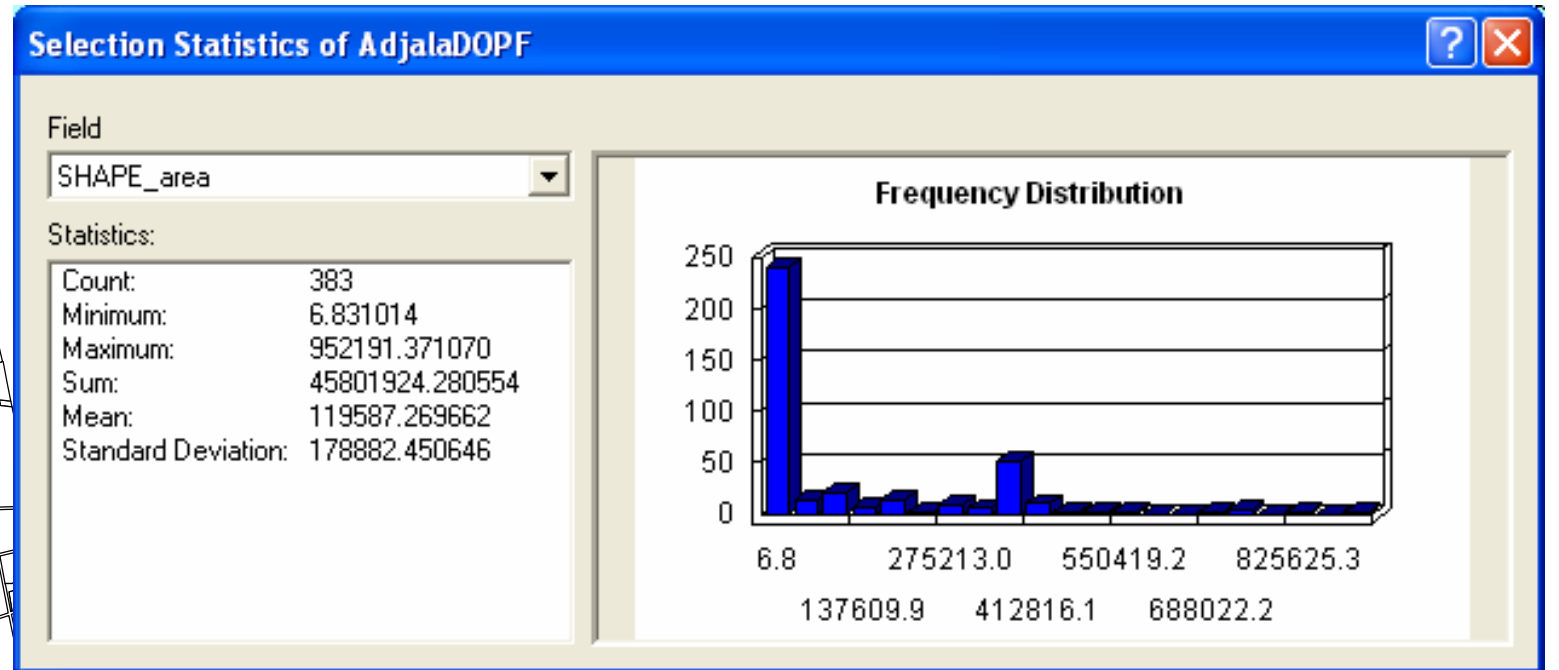 Selection Statistics of AdjalaDOPF
Field
SHAPE_area
Statistics:
Count: 383
Minimum: 6.831014
Maximum: 952191.371070
Sum: 45801924.280554
Mean: 119587.269662
Standard Deviation: 178882.450646
Frequency Distribution
250
200
150
100
50
0
6.8 275213.0 550419.2 825625.3
137609.9 412816.1 688022.2